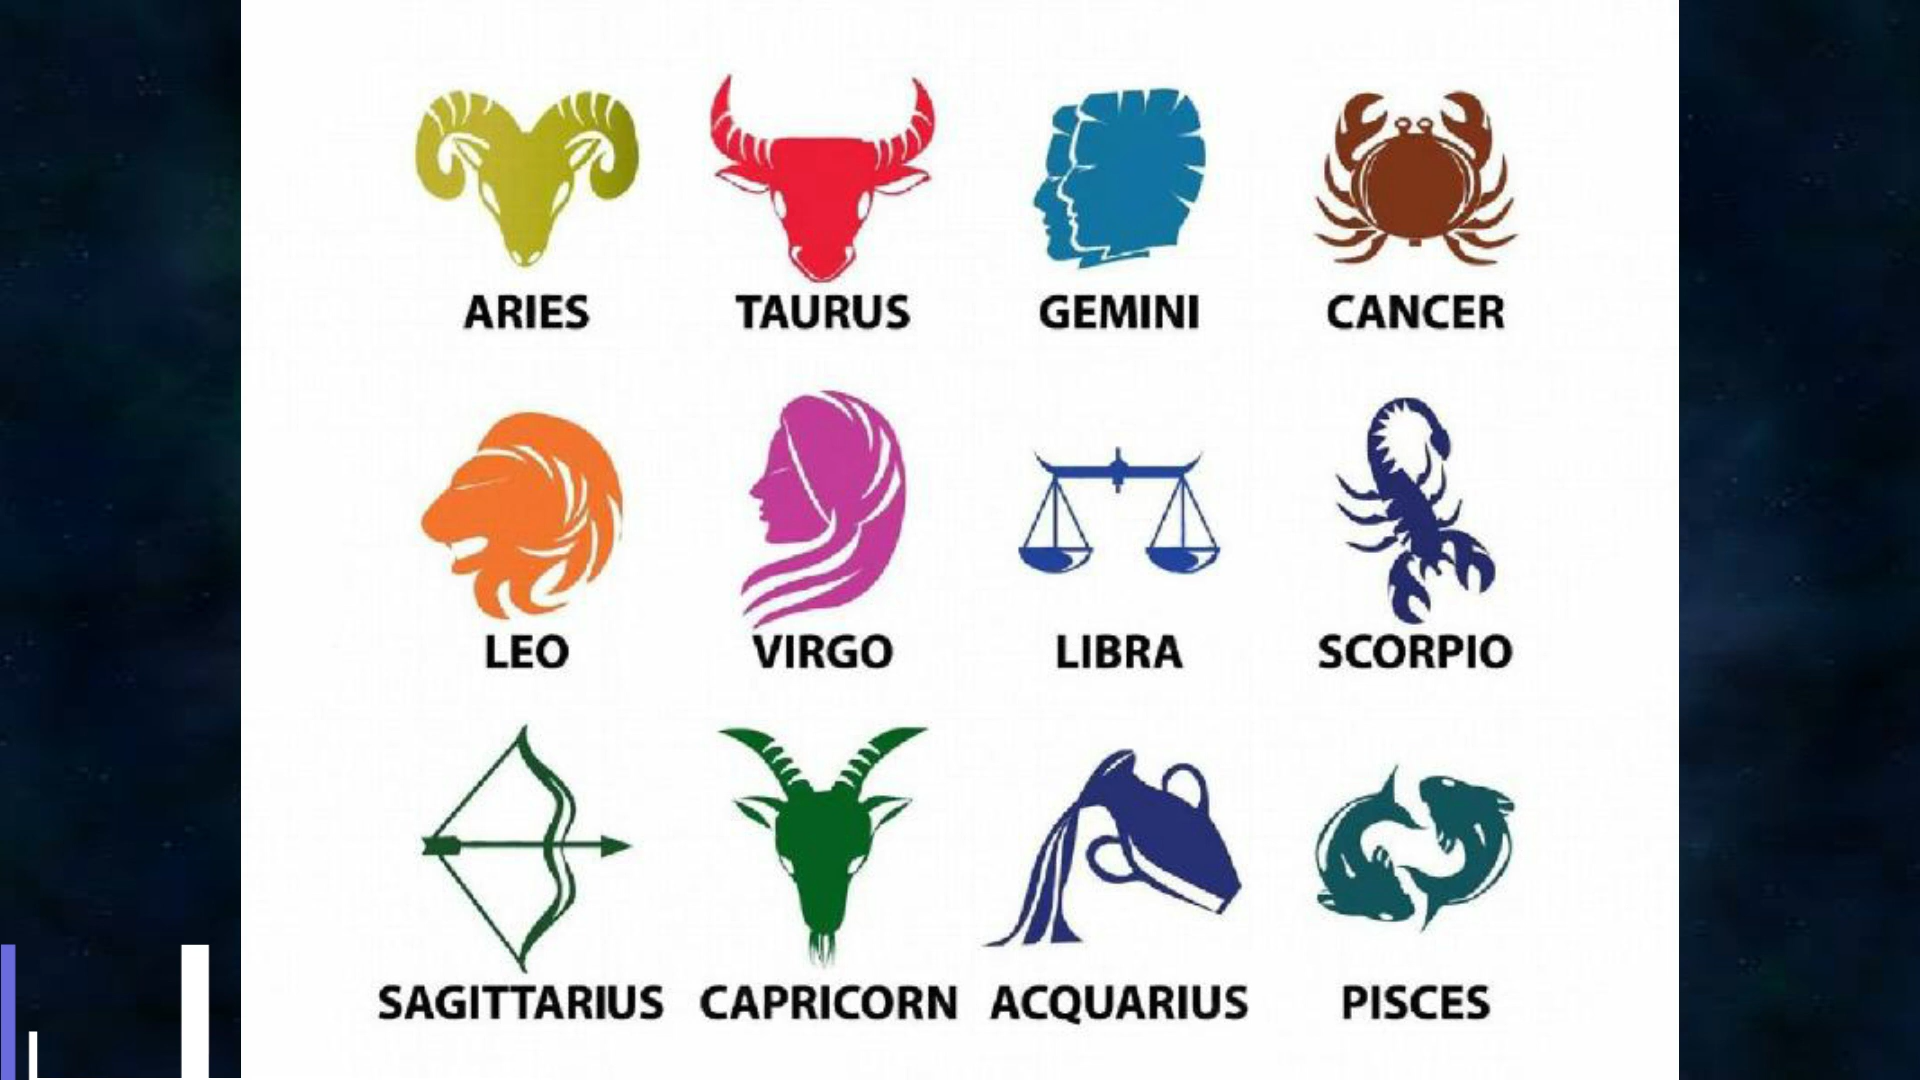 ARIES TAURUS GEMINI CANCER
LEO VIRGO LIBRA SCORPIO
SAGITTARIUS CAPRICORN ACQUARIUS PISCES